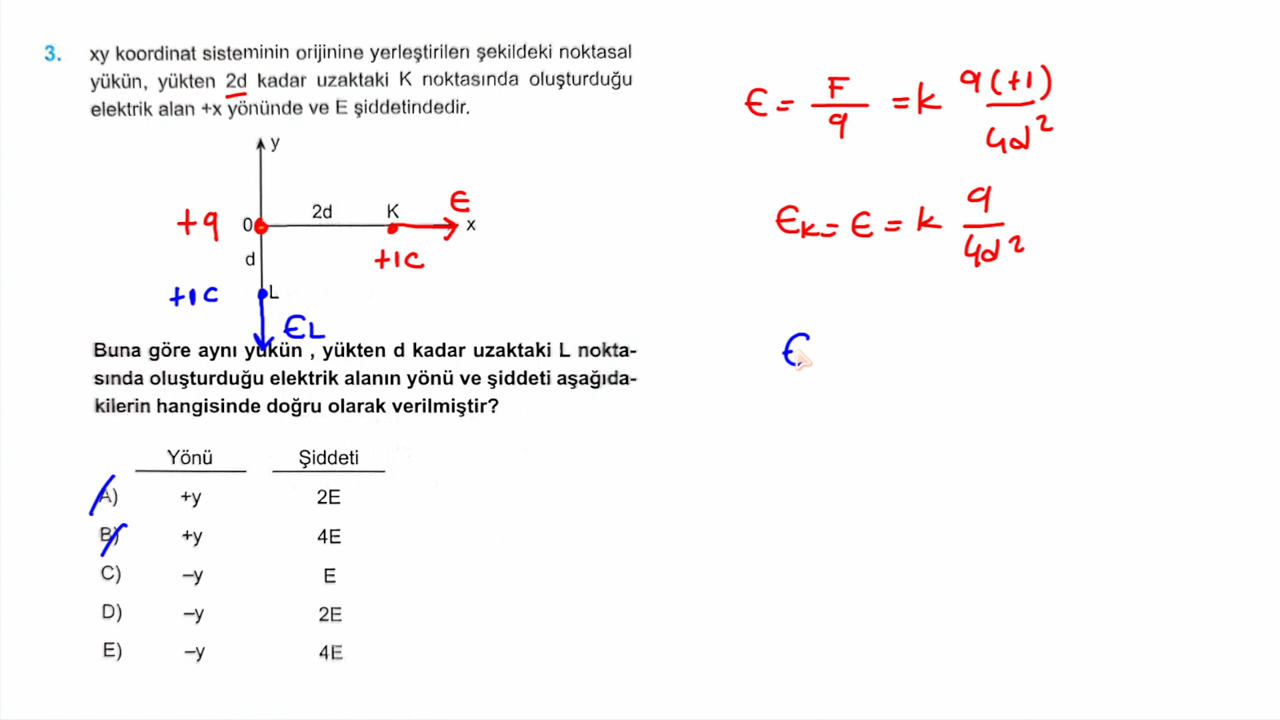 3. xy koordinat sisteminin orijinine yerleştirilen şekildeki noktasal
yükün, yükten 2d kadar uzaktaki K noktasında oluşturduğu
elektrik alan +x yönünde ve E şiddetindedir.
y
+q 0 2d K E x
d +1C
+1C L
EL
Buna göre aynı yükün , yükten d kadar uzaktaki L nokta-
sında oluşturduğu elektrik alanın yönü ve şiddeti aşağıda-
kilerin hangisinde doğru olarak verilmiştir?
Yönü Şiddeti
A) +y 2E
B) +y 4E
C) –y E
D) –y 2E
E) –y 4E
E = F/q = k q(+1)/4d²
EK = E = k q/4d²
E